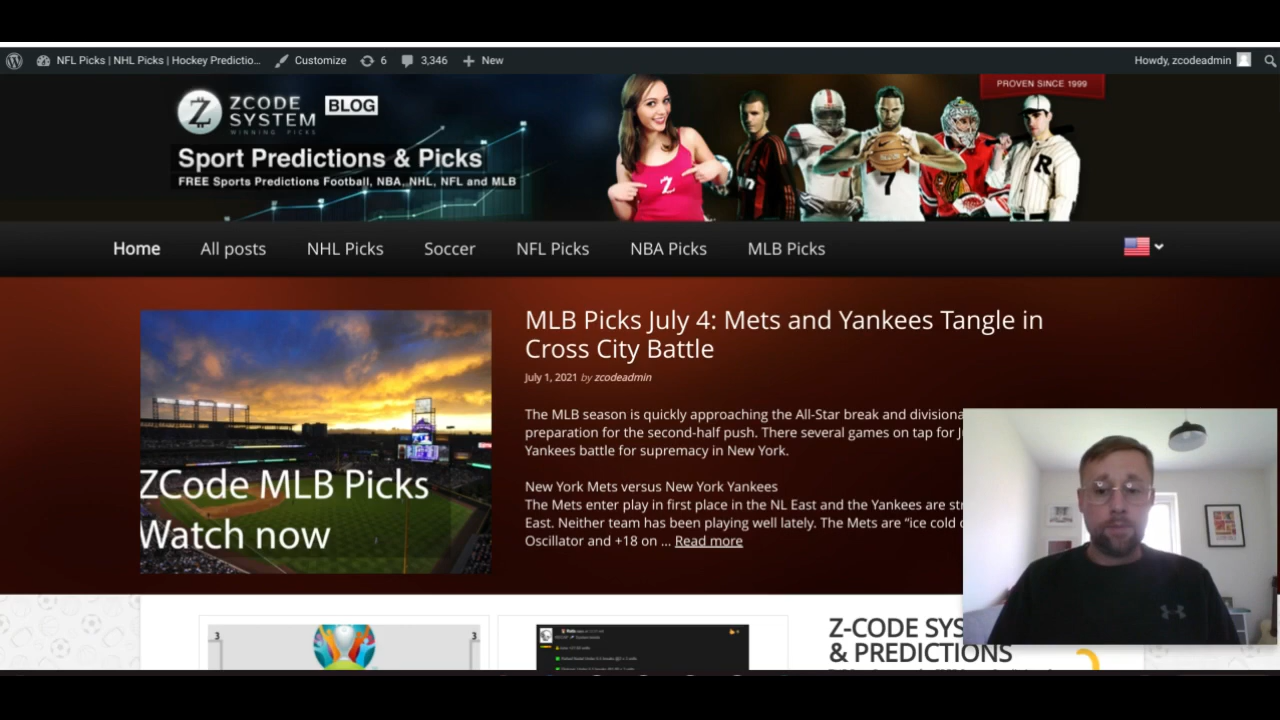 NFL Picks | NHL Picks | Hockey Predictio... Customize 6 3,346 New Howdy, zcodeadmin
PROVEN SINCE 1999
ZCODE
SYSTEM
WINNING PICKS
BLOG
Sport Predictions & Picks
FREE Sports Predictions Football, NBA, NHL, NFL and MLB
Z
7
R
Home All posts NHL Picks Soccer NFL Picks NBA Picks MLB Picks
MLB Picks July 4: Mets and Yankees Tangle in
Cross City Battle
July 1, 2021 by zcodeadmin
The MLB season is quickly approaching the All-Star break and divisiona
preparation for the second-half push. There several games on tap for J
Yankees battle for supremacy in New York.
New York Mets versus New York Yankees
The Mets enter play in first place in the NL East and the Yankees are st
East. Neither team has been playing well lately. The Mets are “ice cold
Oscillator and +18 on ... Read more
ZCode MLB Picks
Watch now
3 3
Z-CODE SYS
& PREDICTIONS